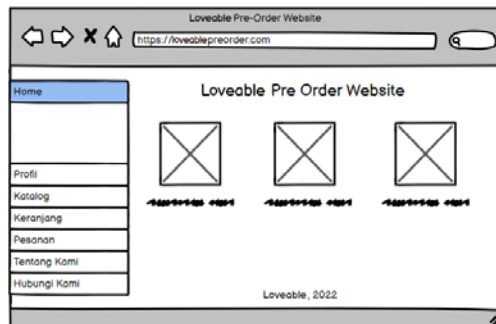 Loveable Pre-Order Website
https://loveablepreorder.com
Home
Loveable Pre Order Website
Profil
Katalog
Keranjang
Pesanan
Tentang Kami
Hubungi Kami
Loveable, 2022